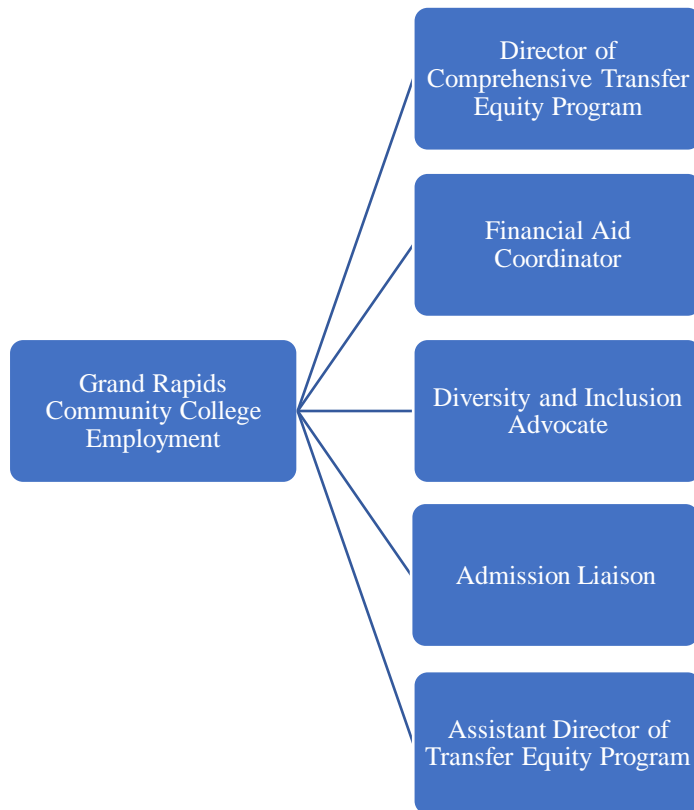 Director of
Comprehensive Transfer
Equity Program
Financial Aid
Coordinator
Grand Rapids
Community College
Employment
Diversity and Inclusion
Advocate
Admission Liaison
Assistant Director of
Transfer Equity Program